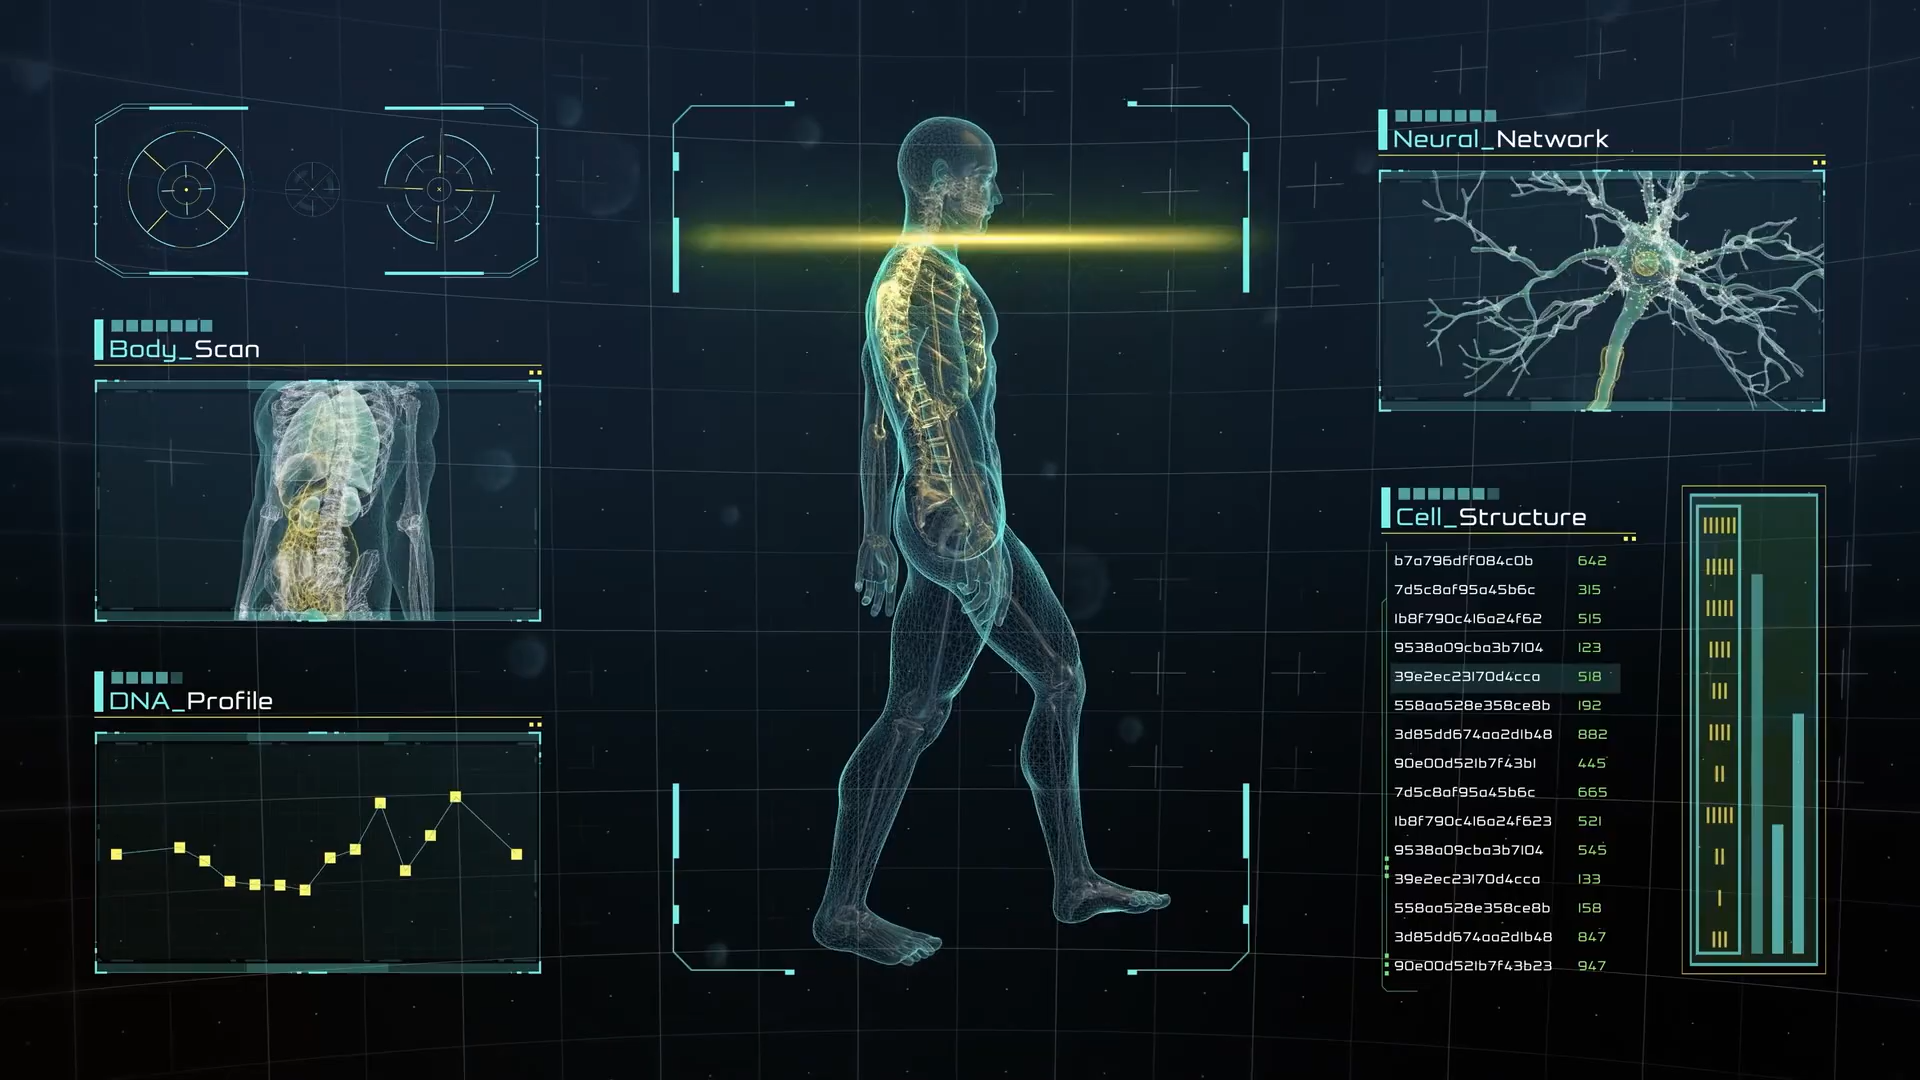 Body_Scan
DNA_Profile
Neural_Network
Cell_Structure
b7a796dff084c0b 642
7d5c8af95a45b6c 315
1b8f790c416a24f62 515
9538a09cba3b7104 123
39e2ec23170d4cca 518
558aa528e358ce8b 192
3d85dd674aa2d1b48 882
90e00d521b7f43b1 445
7d5c8af95a45b6c 665
1b8f790c416a24f623 521
9538a09cba3b7104 545
39e2ec23170d4cca 133
558aa528e358ce8b 158
3d85dd674aa2d1b48 847
90e00d521b7f43b23 947